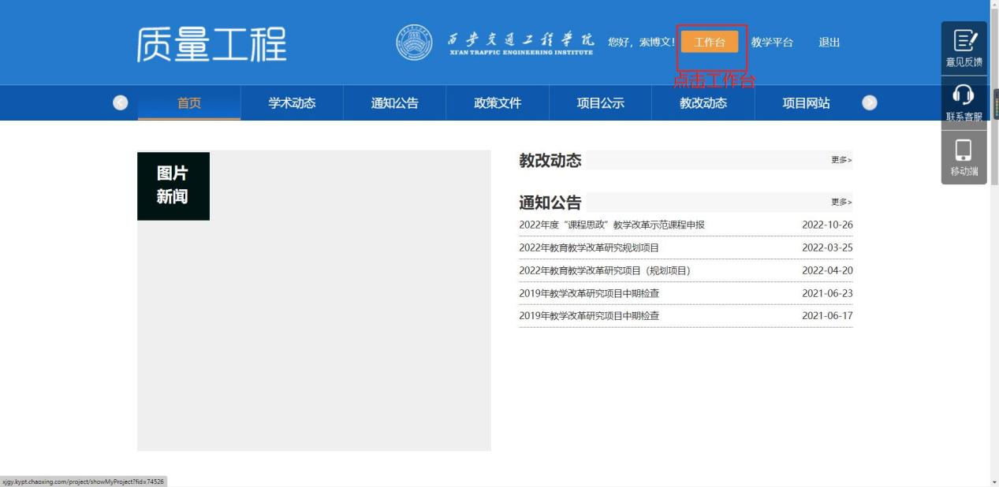 质量工程
西安交通工程学院
XI'AN TRAFFIC ENGINEERING INSTITUTE
您好，索博文! 工作台 教学平台 退出
点击工作台
首页 学术动态 通知公告 政策文件 项目公示 教改动态 项目网站
意见反馈
联系客服
移动端
图片
新闻
教改动态 更多>
通知公告 更多>
2022年度“课程思政”教学改革示范课程申报 2022-10-26
2022年教育教学改革研究规划项目 2022-03-25
2022年教育教学改革研究项目（规划项目） 2022-04-20
2019年教学改革研究项目中期检查 2021-06-23
2019年教学改革研究项目中期检查 2021-06-17
xjgy.kypt.chaoxing.com/project/showMyProject?fid=74526